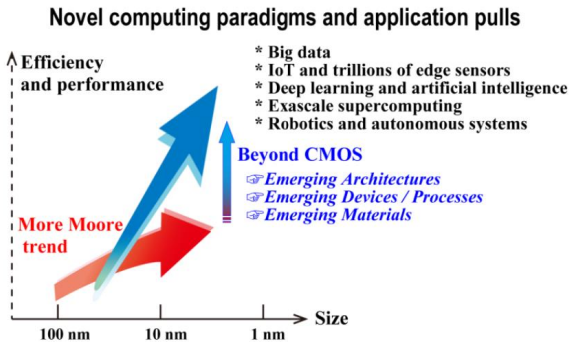 Novel computing paradigms and application pulls
Efficiency
and performance
* Big data
* IoT and trillions of edge sensors
* Deep learning and artificial intelligence
* Exascale supercomputing
* Robotics and autonomous systems
Beyond CMOS
☞Emerging Architectures
☞Emerging Devices / Processes
☞Emerging Materials
More Moore
trend
Size
100 nm
10 nm
1 nm